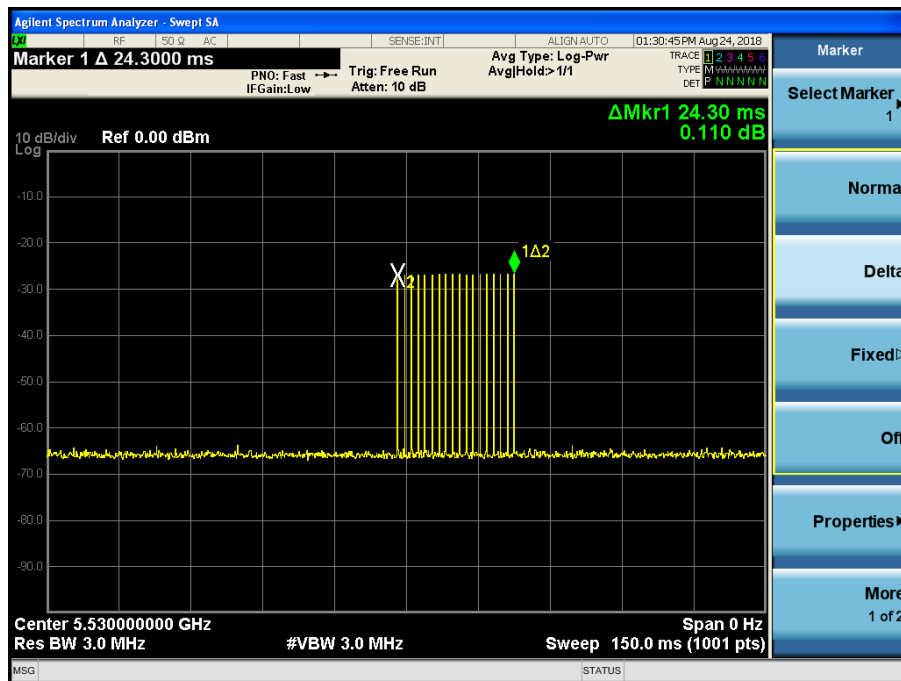 Agilent Spectrum Analyzer - Swept SA
LXI RF 50 Ω AC SENSE:INT ALIGN AUTO 01:30:45 PM Aug 24, 2018
Marker 1 Δ 24.3000 ms
PNO: Fast
IFGain:Low
Trig: Free Run
Atten: 10 dB
Avg Type: Log-Pwr
Avg|Hold:>1/1
TRACE 1 2 3 4 5 6
TYPE M
DET P N N N N N
Marker
Select Marker
1
Normal
Delta
Fixed
Off
Properties
More
1 of 2
ΔMkr1 24.30 ms
0.110 dB
10 dB/div Ref 0.00 dBm
Log
-10.0
-20.0
-30.0
-40.0
-50.0
-60.0
-70.0
-80.0
-90.0
1Δ2
X2
Center 5.530000000 GHz Span 0 Hz
Res BW 3.0 MHz #VBW 3.0 MHz Sweep 150.0 ms (1001 pts)
MSG STATUS